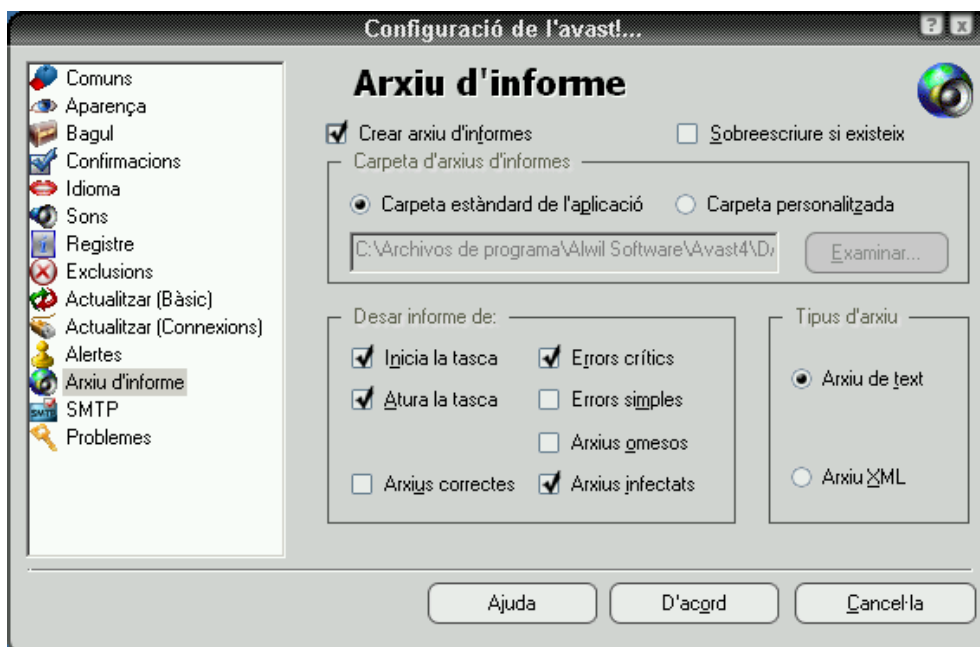 Configuració de l'avast!...
Comuns
Aparença
Bagul
Confirmacions
Idioma
Sons
Registre
Exclusions
Actualitzar (Bàsic)
Actualitzar (Connexions)
Alertes
Arxiu d'informe
SMTP
Problemes
Arxiu d'informe
Crear arxiu d'informes
Sobreescriure si existeix
Carpeta d'arxius d'informes
Carpeta estàndard de l'aplicació
Carpeta personalitzada
C:\Archivos de programa\Alwil Software\Avast4\DA
Examinar...
Desar informe de:
Inicia la tasca
Errors crítics
Atura la tasca
Errors simples
Arxius omesos
Arxius correctes
Arxius infectats
Tipus d'arxiu
Arxiu de text
Arxiu XML
Ajuda
D'acord
Cancel·la